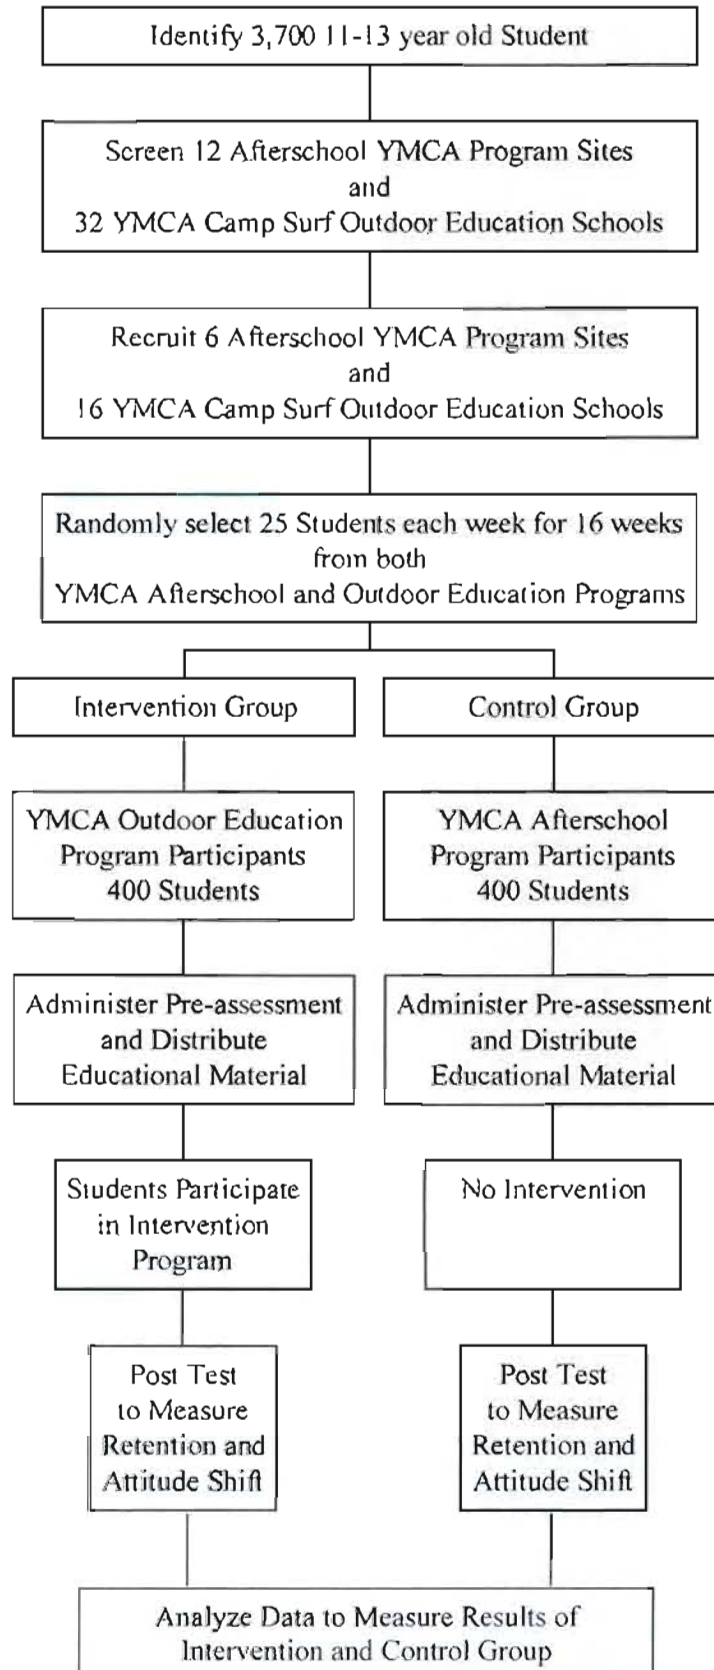 Identify 3,700 11-13 year old Student
Screen 12 Afterschool YMCA Program Sites
and
32 YMCA Camp Surf Outdoor Education Schools
Recruit 6 Afterschool YMCA Program Sites
and
16 YMCA Camp Surf Outdoor Education Schools
Randomly select 25 Students each week for 16 weeks
from both
YMCA Afterschool and Outdoor Education Programs
Intervention Group
Control Group
YMCA Outdoor Education
Program Participants
400 Students
YMCA Afterschool
Program Participants
400 Students
Administer Pre-assessment
and Distribute
Educational Material
Administer Pre-assessment
and Distribute
Educational Material
Students Participate
in Intervention
Program
No Intervention
Post Test
to Measure
Retention and
Attitude Shift
Post Test
to Measure
Retention and
Attitude Shift
Analyze Data to Measure Results of
Intervention and Control Group